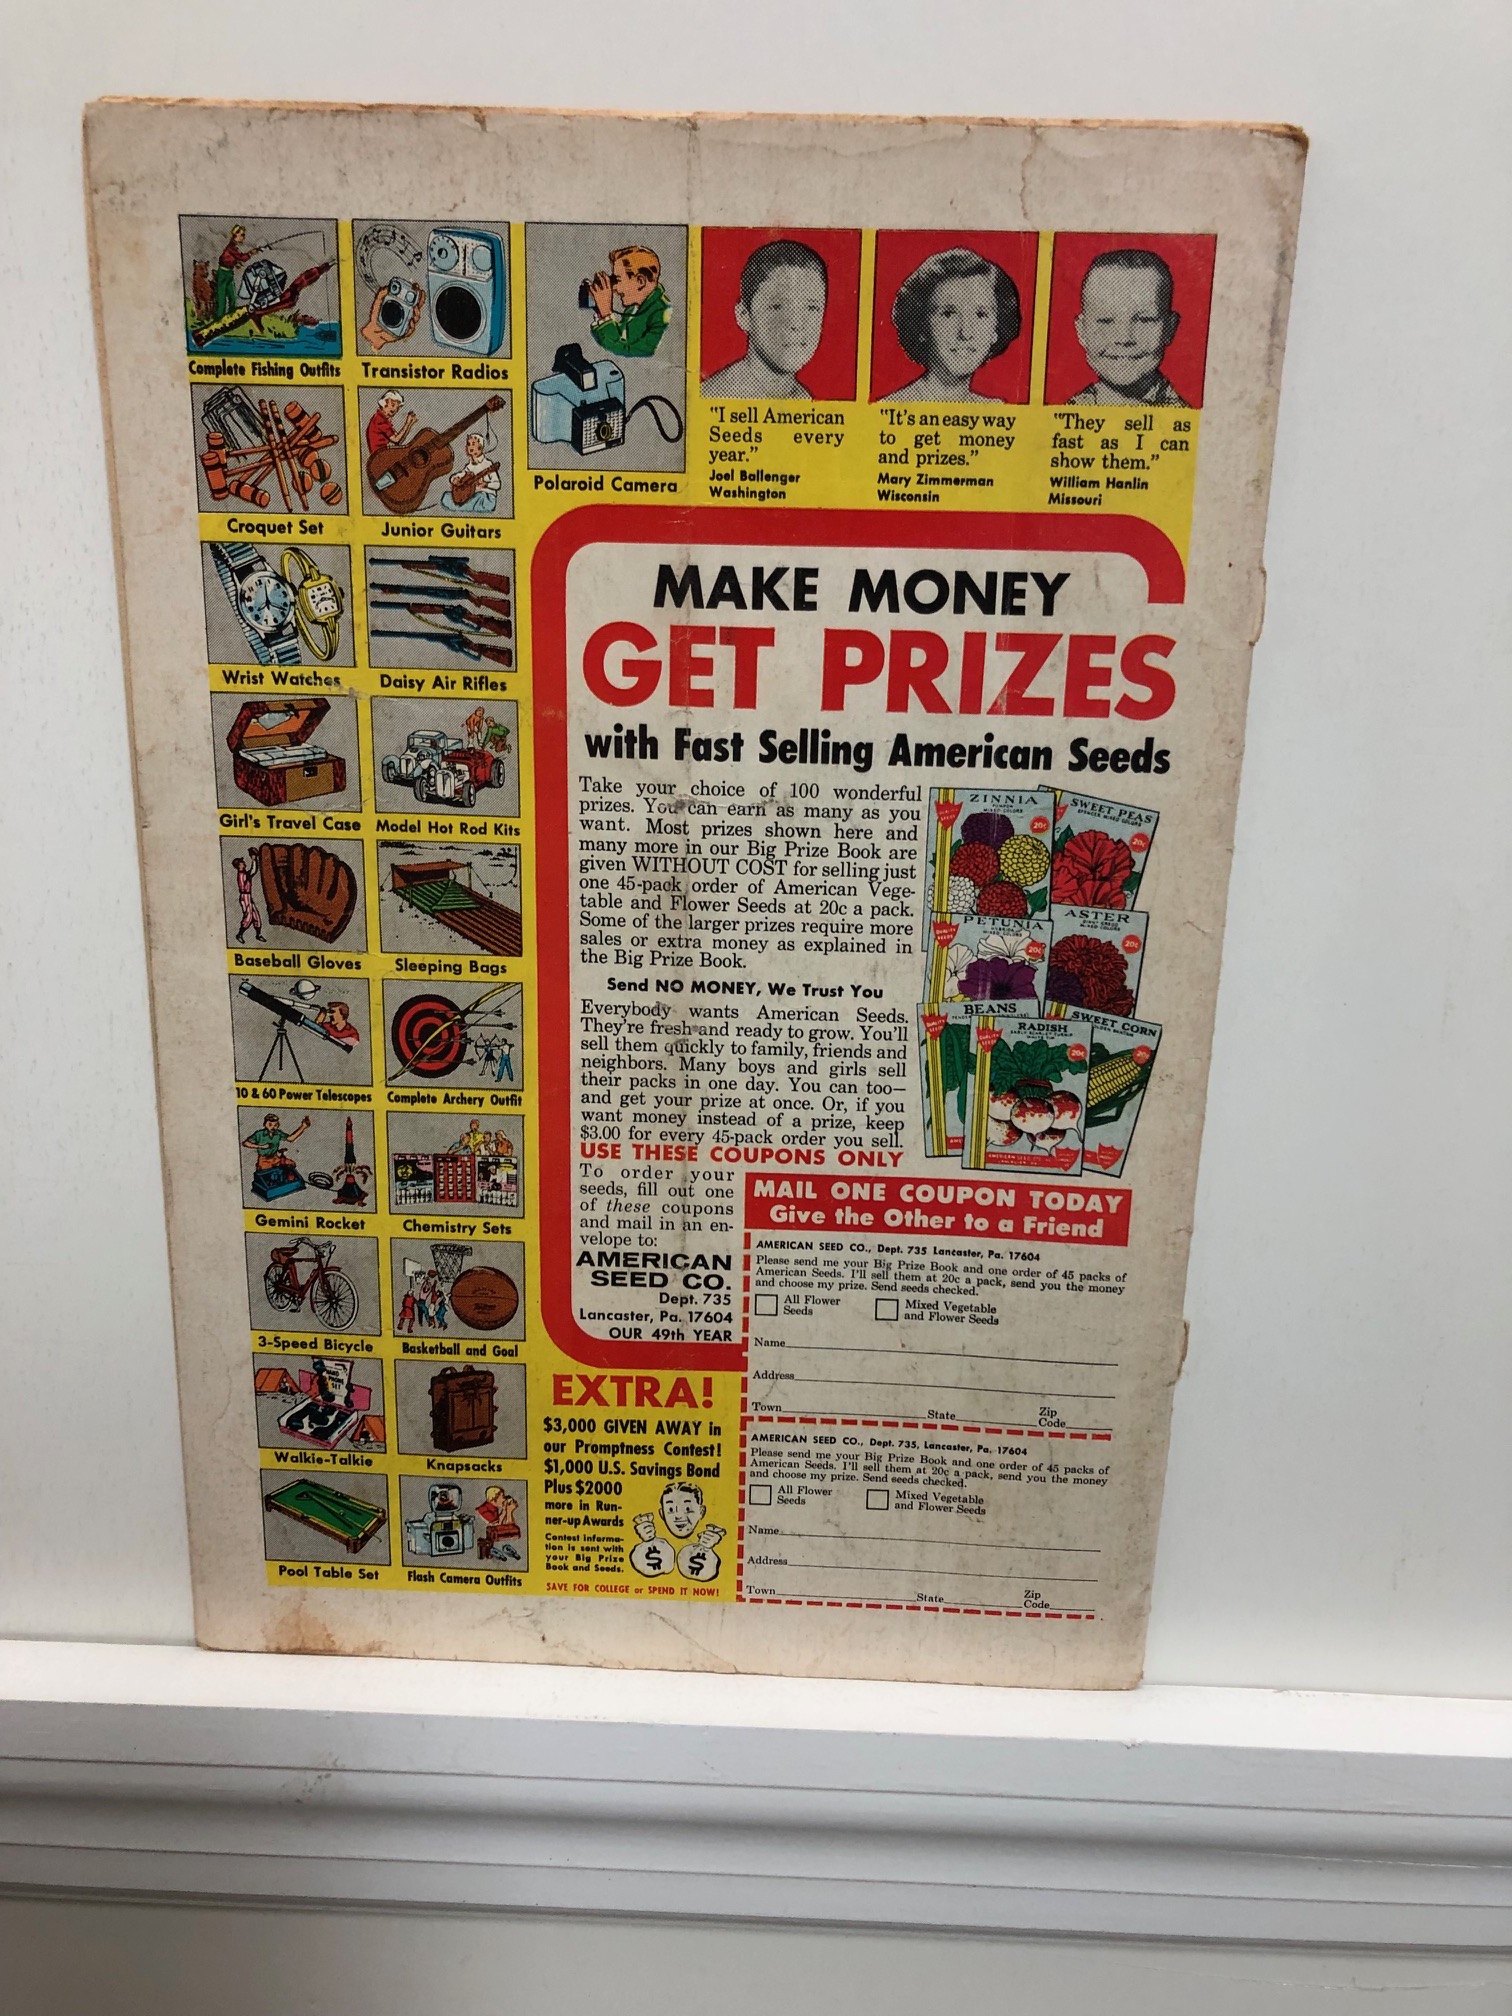 Complete Fishing Outfits
Transistor Radios
Polaroid Camera
Croquet Set
Junior Guitars
Wrist Watches
Daisy Air Rifles
Girl's Travel Case
Model Hot Rod Kits
Baseball Gloves
Sleeping Bags
10 & 60 Power Telescopes
Complete Archery Outfit
Gemini Rocket
Chemistry Sets
3-Speed Bicycle
Basketball and Goal
Walkie-Talkie
Knapsacks
Pool Table Set
Flash Camera Outfits
"I sell American
Seeds every
year."
Joel Ballenger
Washington
"It's an easy way
to get money
and prizes."
Mary Zimmerman
Wisconsin
"They sell as
fast as I can
show them."
William Hanlin
Missouri
MAKE MONEY
GET PRIZES
with Fast Selling American Seeds
Take your choice of 100 wonderful
prizes. You can earn as many as you
want. Most prizes shown here and
many more in our Big Prize Book are
given WITHOUT COST for selling just
one 45-pack order of American Vege-
table and Flower Seeds at 20c a pack.
Some of the larger prizes require more
sales or extra money as explained in
the Big Prize Book.
Send NO MONEY, We Trust You
Everybody wants American Seeds.
They're fresh and ready to grow. You'll
sell them quickly to family, friends and
neighbors. Many boys and girls sell
their packs in one day. You can too—
and get your prize at once. Or, if you
want money instead of a prize, keep
$3.00 for every 45-pack order you sell.
USE THESE COUPONS ONLY
To order your
seeds, fill out one
of these coupons
and mail in an en-
velope to:
AMERICAN
SEED CO.
Dept. 735
Lancaster, Pa. 17604
OUR 49th YEAR
ZINNIA
MIXED COLORS
20c
SWEET PEAS
20c
PETUNIA
MIXED COLORS
20c
ASTER
MIXED COLORS
20c
BEANS
RADISH
20c
SWEET CORN
20c
MAIL ONE COUPON TODAY
Give the Other to a Friend
AMERICAN SEED CO., Dept. 735 Lancaster, Pa. 17604
Please send me your Big Prize Book and one order of 45 packs of
American Seeds. I'll sell them at 20c a pack, send you the money
and choose my prize. Send seeds checked.
All Flower
Seeds
Mixed Vegetable
and Flower Seeds
Name
Address
Town State Zip
Code
AMERICAN SEED CO., Dept. 735, Lancaster, Pa. 17604
Please send me your Big Prize Book and one order of 45 packs of
American Seeds. I'll sell them at 20c a pack, send you the money
and choose my prize. Send seeds checked.
All Flower
Seeds
Mixed Vegetable
and Flower Seeds
Name
Address
Town State Zip
Code
EXTRA!
$3,000 GIVEN AWAY in
our Promptness Contest!
$1,000 U.S. Savings Bond
Plus $2000
more in Run-
ner-up Awards
Contest informa-
tion is sent with
your Big Prize
Book and Seeds.
$ $
SAVE FOR COLLEGE or SPEND IT NOW!